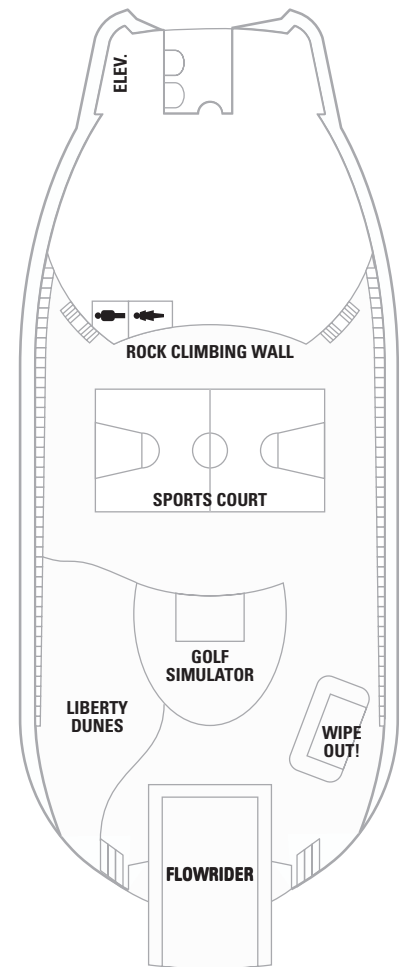 ELEV.
ROCK CLIMBING WALL
SPORTS COURT
GOLF
SIMULATOR
LIBERTY
DUNES
WIPE
OUT!
FLOWRIDER